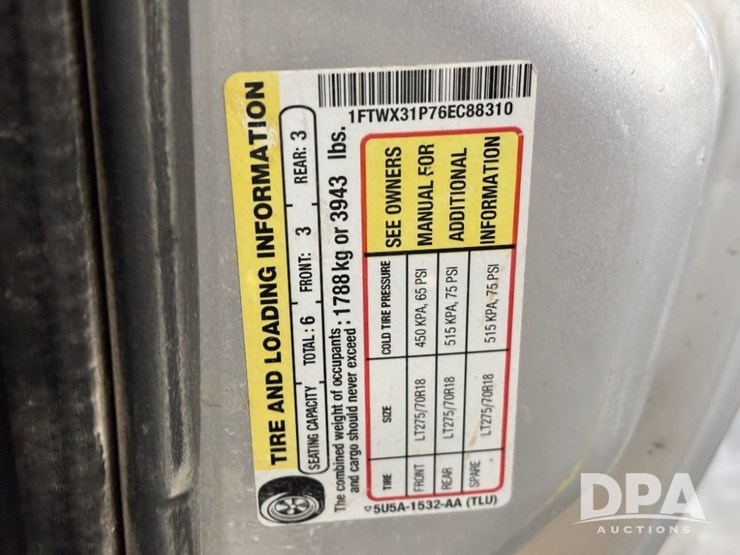 TIRE AND LOADING INFORMATION
SEATING CAPACITY TOTAL: 6 FRONT: 3 REAR: 3
The combined weight of occupants and cargo should never exceed : 1788 kg or 3943 lbs.
TIRE SIZE COLD TIRE PRESSURE SEE OWNERS
FRONT LT275/70R18 450 KPA, 65 PSI MANUAL FOR
REAR LT275/70R18 515 KPA, 75 PSI ADDITIONAL
SPARE LT275/70R18 515 KPA, 75 PSI INFORMATION
5U5A-1532-AA (TLU)
1FTWX31P76EC88310
DPA
AUCTIONS